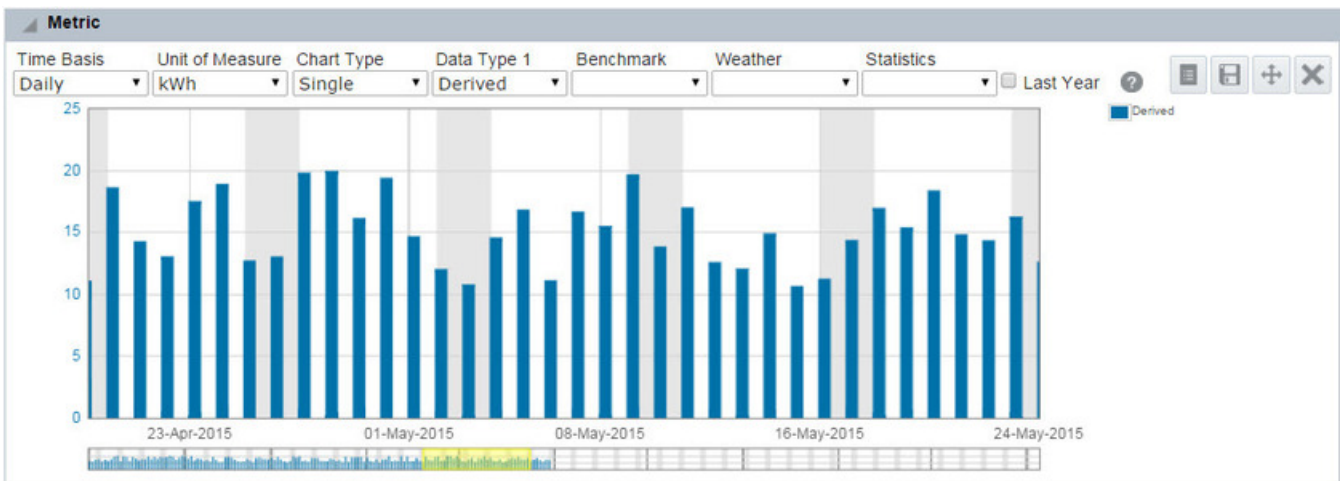 Metric
Time Basis Unit of Measure Chart Type Data Type 1 Benchmark Weather Statistics
Daily kWh Single Derived Last Year ?
Derived
25
20
15
10
5
0
23-Apr-2015 01-May-2015 08-May-2015 16-May-2015 24-May-2015